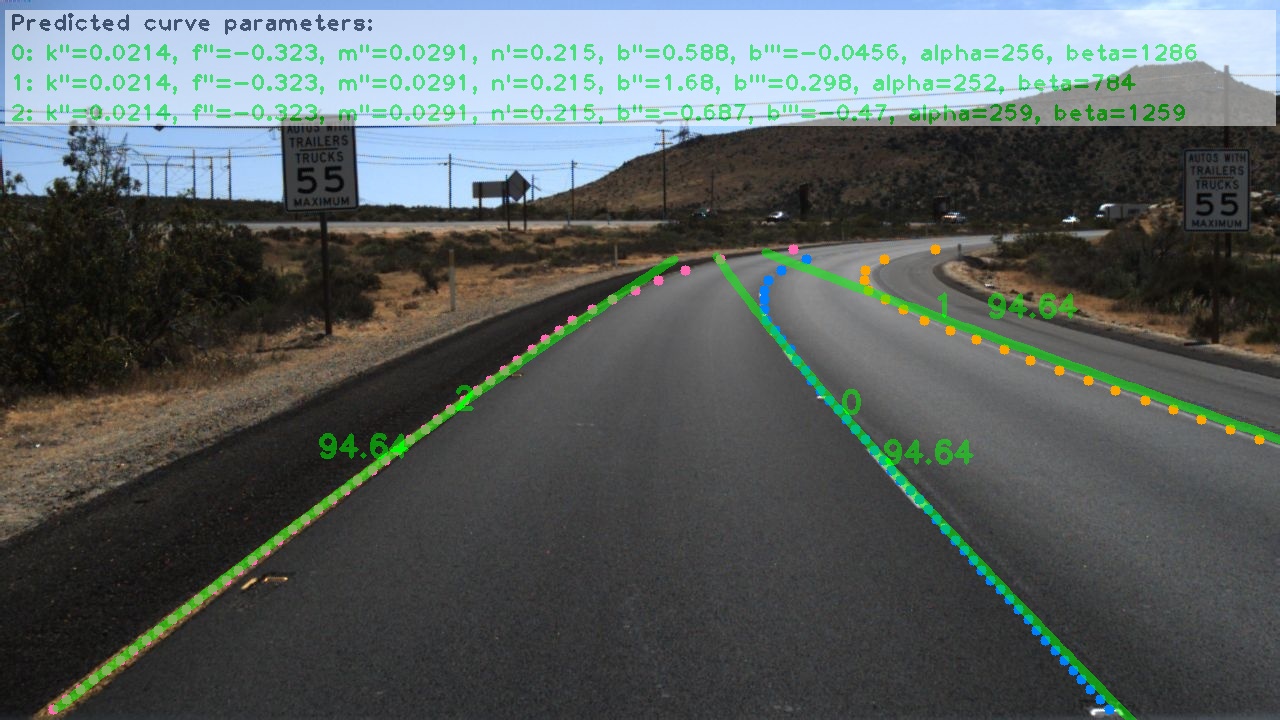 Predicted curve parameters:
0: k''=0.0214, f''=-0.323, m''=0.0291, n'=0.215, b''=0.588, b'''=-0.0456, alpha=256, beta=1286
1: k''=0.0214, f''=-0.323, m''=0.0291, n'=0.215, b''=1.68, b'''=0.298, alpha=252, beta=784
2: k''=0.0214, f''=-0.323, m''=0.0291, n'=0.215, b''=-0.687, b'''=-0.47, alpha=259, beta=1259
AUTOS WITH
TRAILERS
TRUCKS
55
MAXIMUM
AUTOS WITH
TRAILERS
TRUCKS
55
MAXIMUM
1 94.64
2
94.64
0
94.64